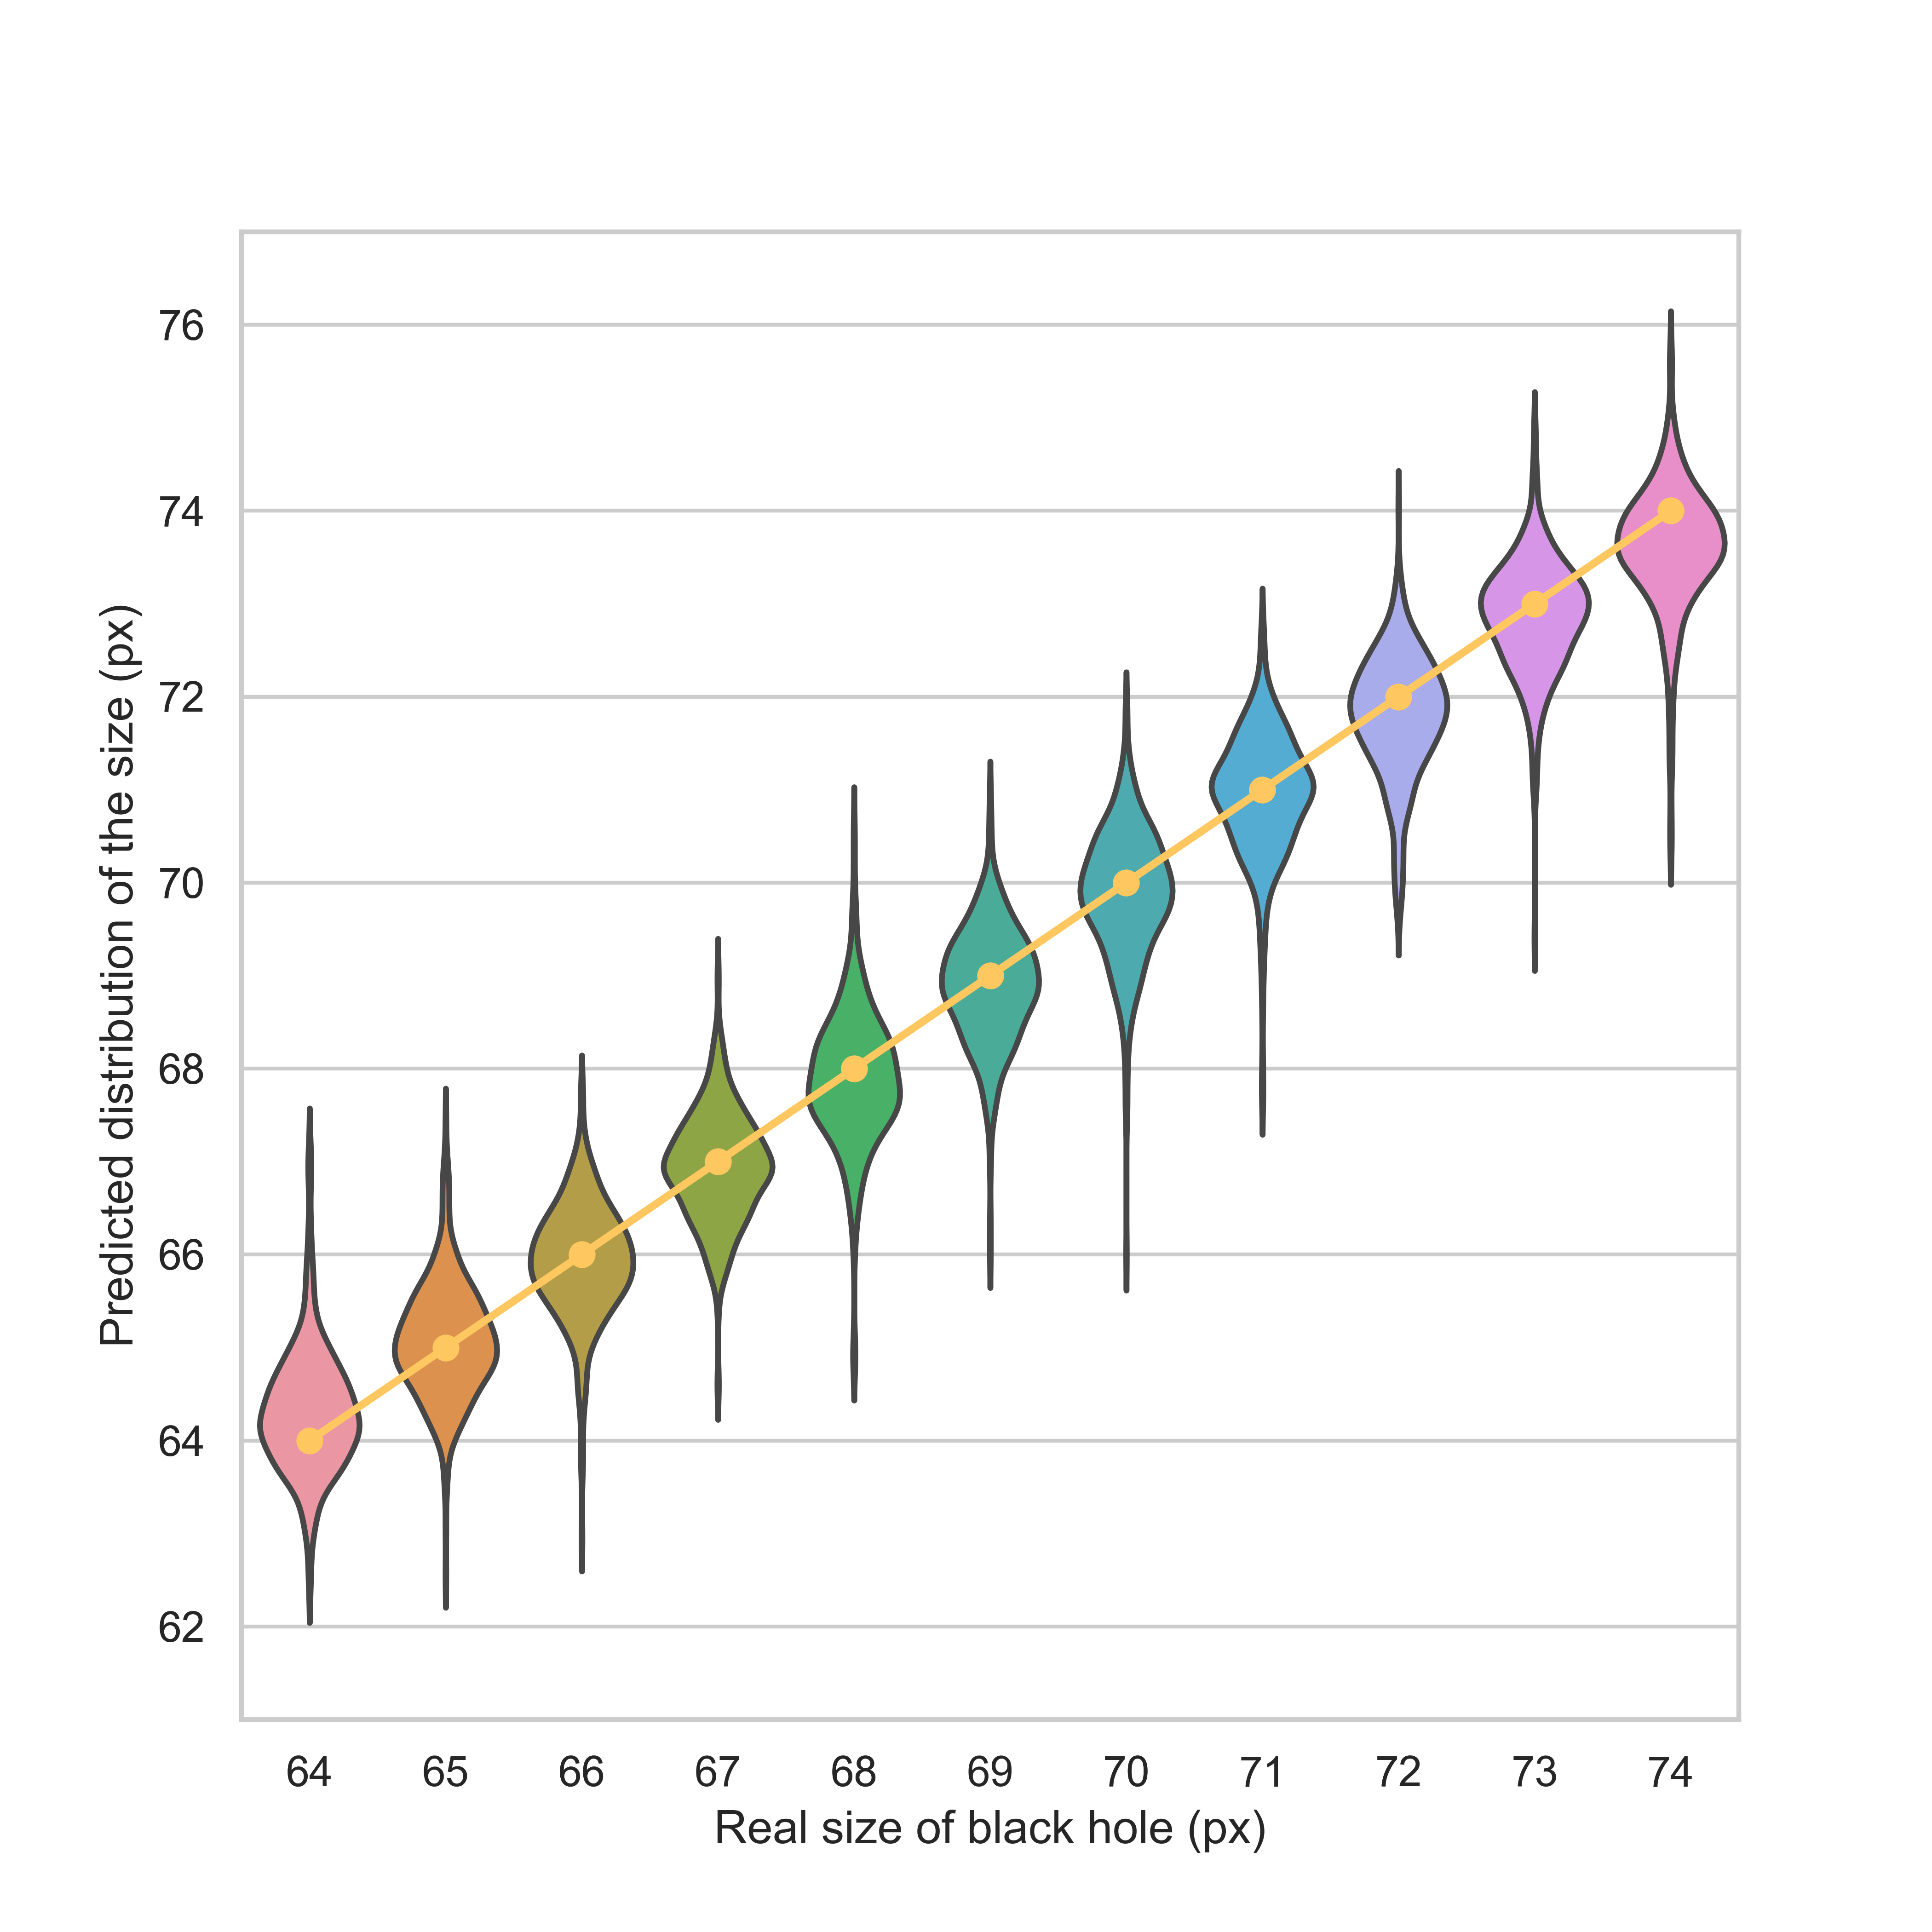 76
74
72
70
68
66
64
62
Predicted distribution of the size (px)
64 65 66 67 68 69 70 71 72 73 74
Real size of black hole (px)